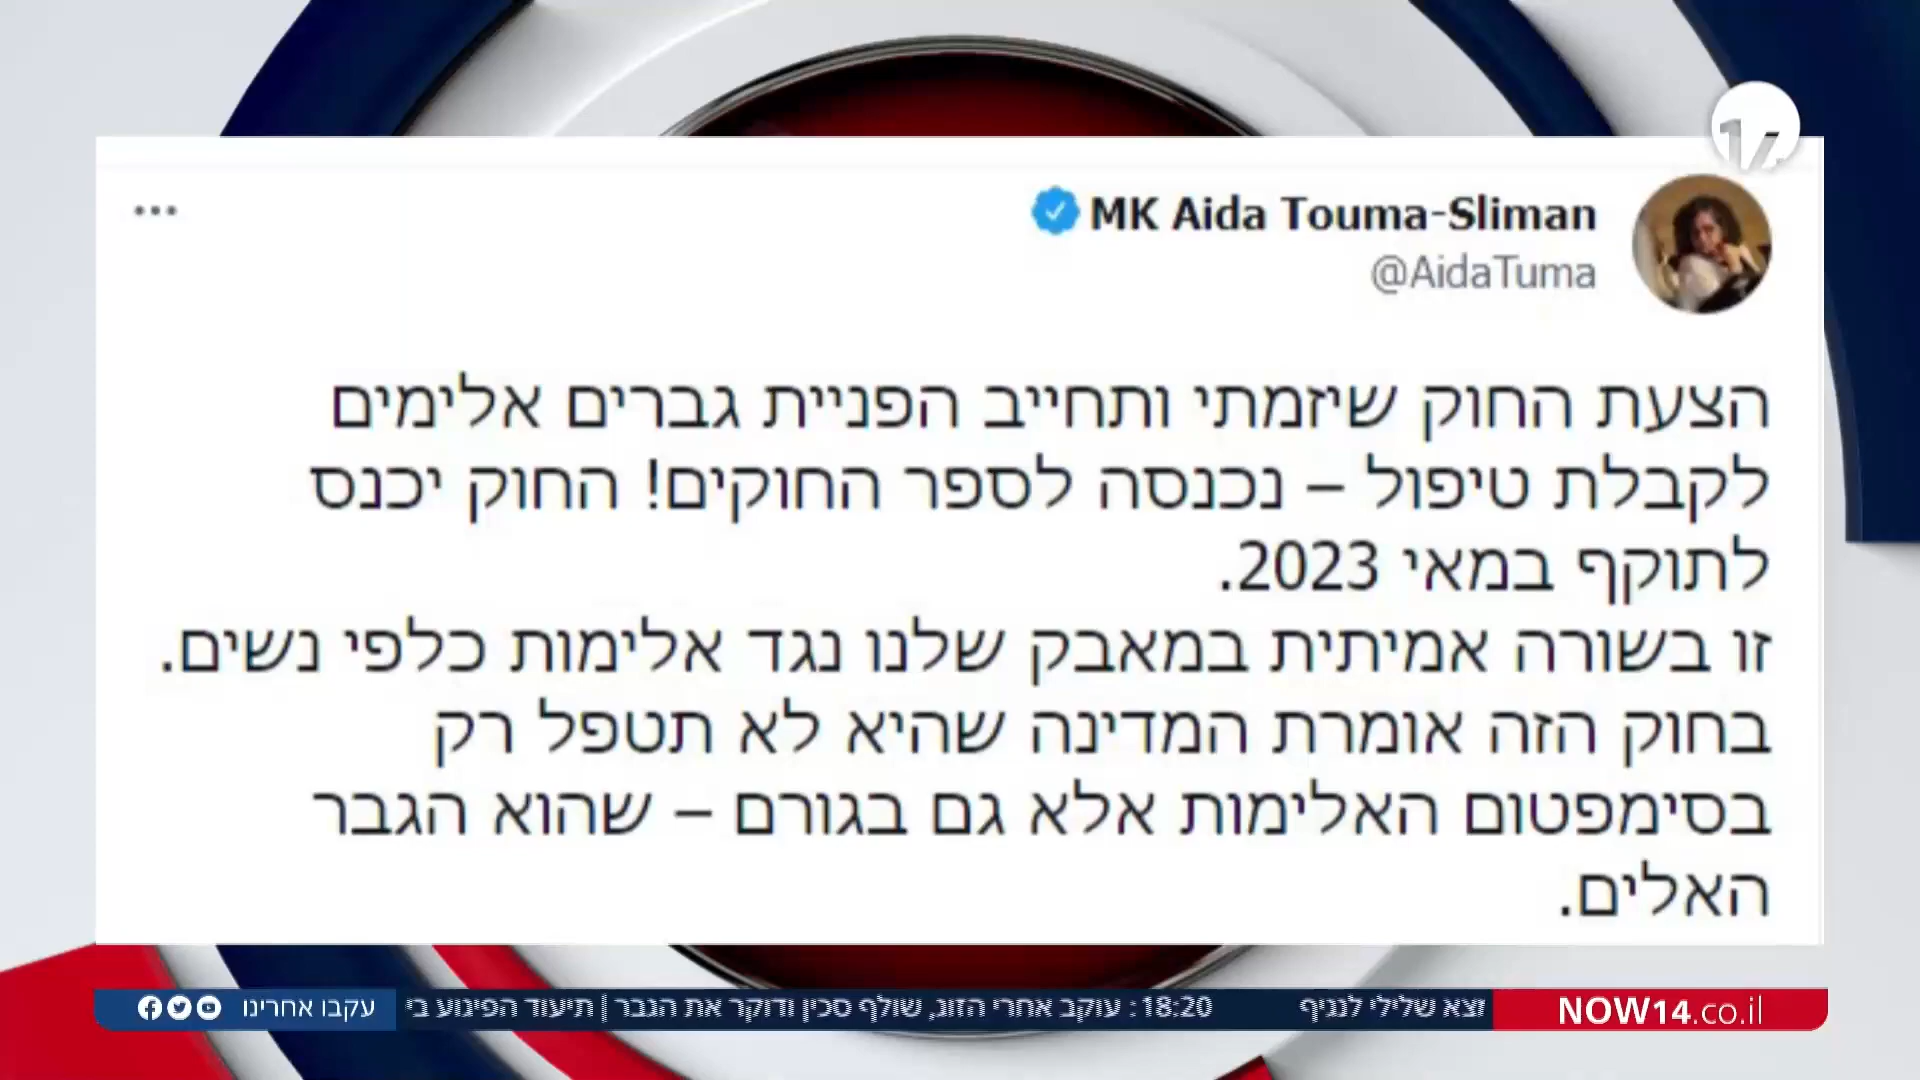 14
MK Aida Touma-Sliman
@AidaTuma
הצעת החוק שיזמתי ותחייב הפניית גברים אלימים
לקבלת טיפול – נכנסה לספר החוקים! החוק יכנס
לתוקף במאי 2023.
זו בשורה אמיתית במאבק שלנו נגד אלימות כלפי נשים.
בחוק הזה אומרת המדינה שהיא לא תטפל רק
בסימפטום האלימות אלא גם בגורם – שהוא הגבר
האלים.
NOW14.co.il
שלילי לנגיף 18:20: עוקב אחרי הזוג, שולף סכין ודוקר את הגבר | תיעוד הפיגוע
עקבו אחרינו